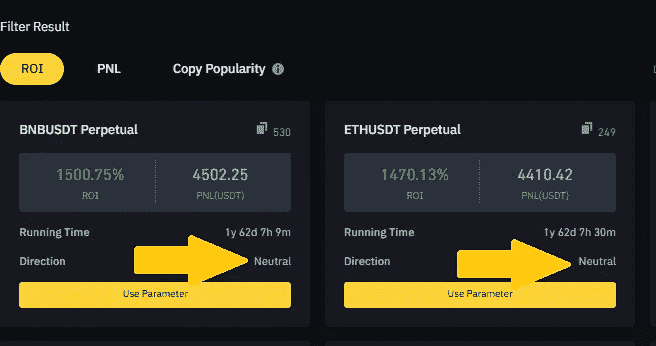 Filter Result
ROI PNL Copy Popularity
BNBUSDT Perpetual 530
1500.75% 4502.25
ROI PNL(USDT)
Running Time 1y 62d 7h 9m
Direction Neutral
Use Parameter
ETHUSDT Perpetual 249
1470.13% 4410.42
ROI PNL(USDT)
Running Time 1y 62d 7h 30m
Direction Neutral
Use Parameter